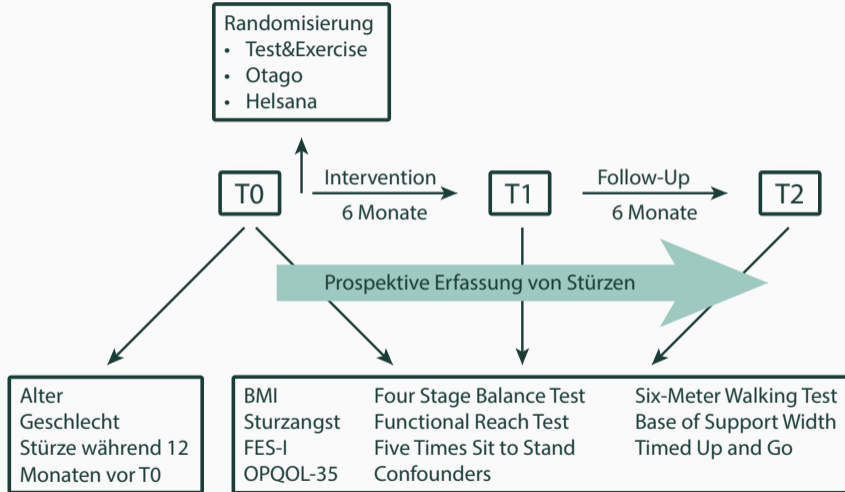 Randomisierung
• Test&Exercise
• Otago
• Helsana
T0
Intervention
6 Monate
T1
Follow-Up
6 Monate
T2
Prospektive Erfassung von Stürzen
Alter
Geschlecht
Stürze während 12
Monaten vor T0
BMI
Sturzangst
FES-I
OPQOL-35
Four Stage Balance Test
Functional Reach Test
Five Times Sit to Stand
Confounders
Six-Meter Walking Test
Base of Support Width
Timed Up and Go